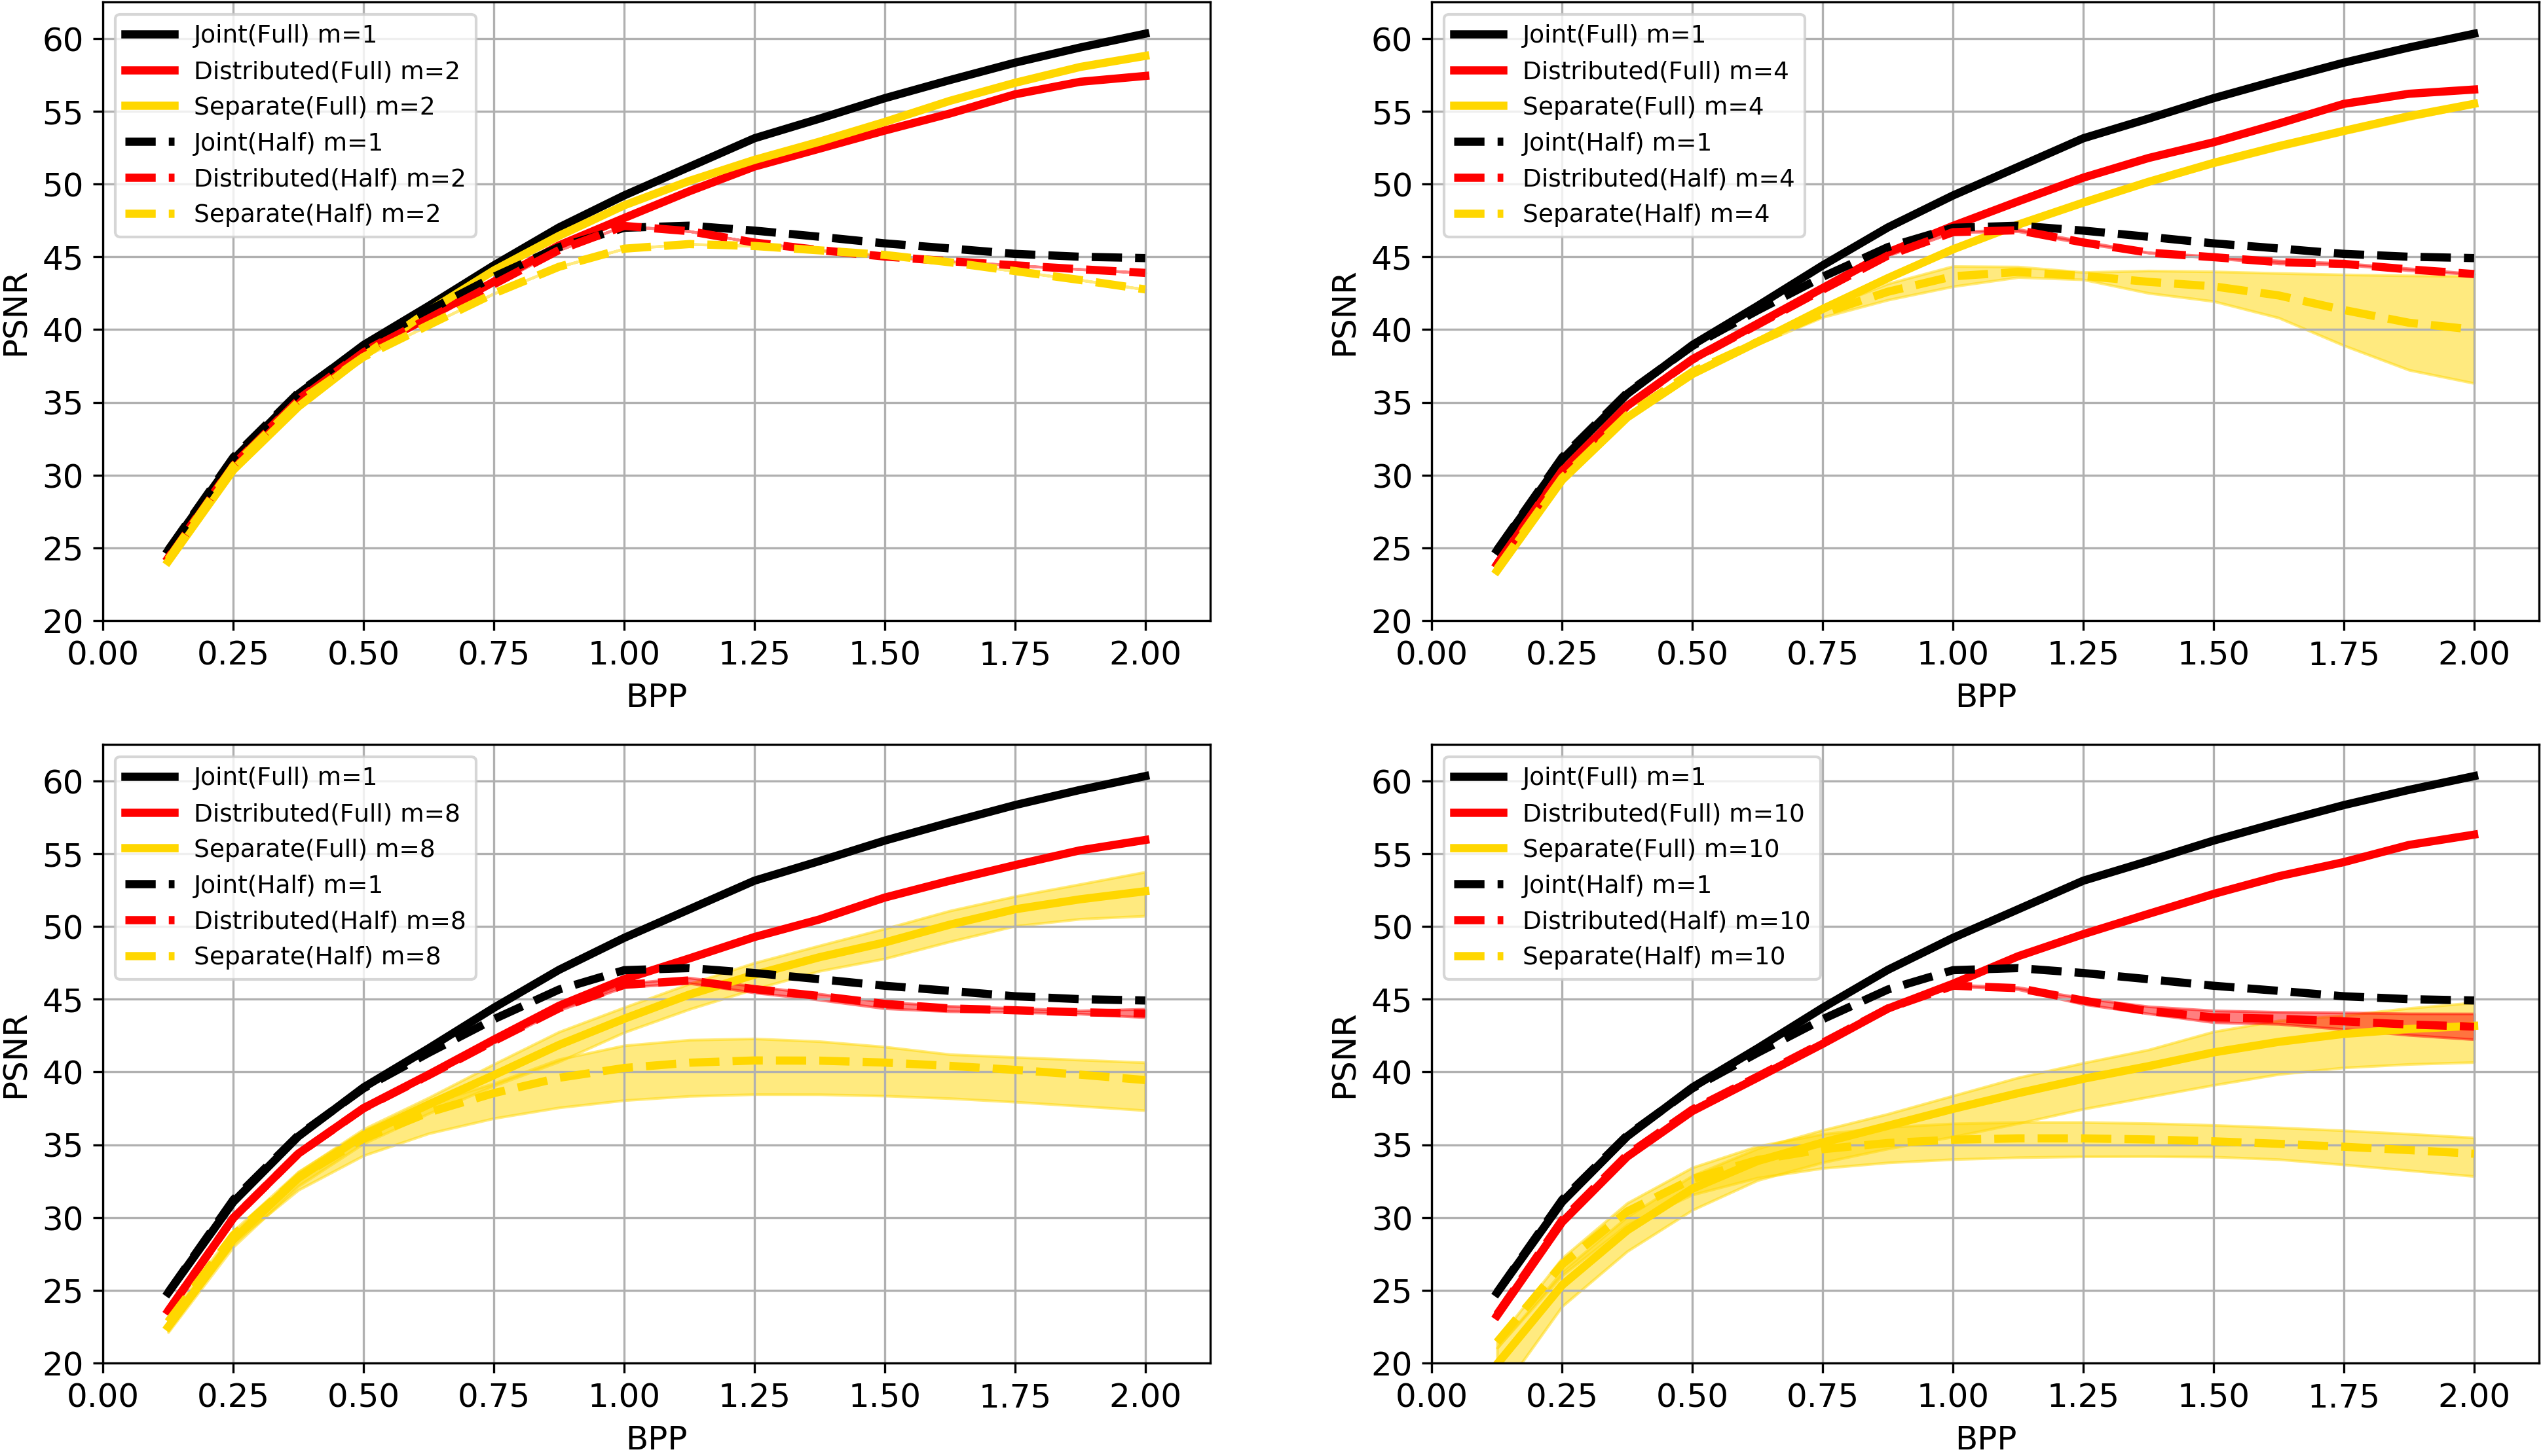 Joint(Full) m=1
Distributed(Full) m=2
Separate(Full) m=2
Joint(Half) m=1
Distributed(Half) m=2
Separate(Half) m=2
60
55
50
45
40
35
30
25
20
PSNR
0.00 0.25 0.50 0.75 1.00 1.25 1.50 1.75 2.00
BPP
Joint(Full) m=1
Distributed(Full) m=4
Separate(Full) m=4
Joint(Half) m=1
Distributed(Half) m=4
Separate(Half) m=4
60
55
50
45
40
35
30
25
20
PSNR
0.00 0.25 0.50 0.75 1.00 1.25 1.50 1.75 2.00
BPP
Joint(Full) m=1
Distributed(Full) m=8
Separate(Full) m=8
Joint(Half) m=1
Distributed(Half) m=8
Separate(Half) m=8
60
55
50
45
40
35
30
25
20
PSNR
0.00 0.25 0.50 0.75 1.00 1.25 1.50 1.75 2.00
BPP
Joint(Full) m=1
Distributed(Full) m=10
Separate(Full) m=10
Joint(Half) m=1
Distributed(Half) m=10
Separate(Half) m=10
60
55
50
45
40
35
30
25
20
PSNR
0.00 0.25 0.50 0.75 1.00 1.25 1.50 1.75 2.00
BPP